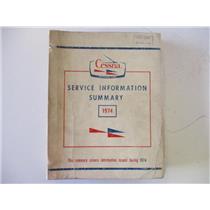 Cessna
SERVICE INFORMATION
SUMMARY
1974
This summary covers information issued during 1974